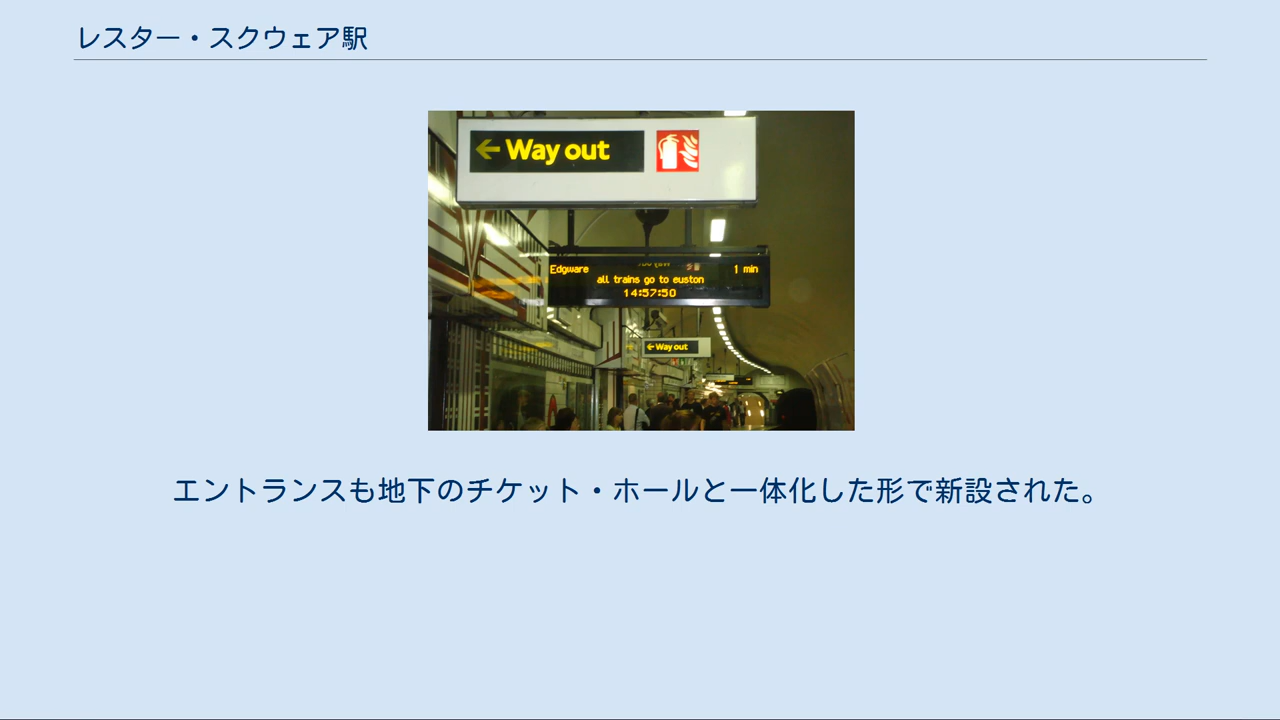 レスター・スクウェア駅
← Way out
Edgware 1 min
all trains go to euston
14:57:50
← Way out
エントランスも地下のチケット・ホールと一体化した形で新設された。